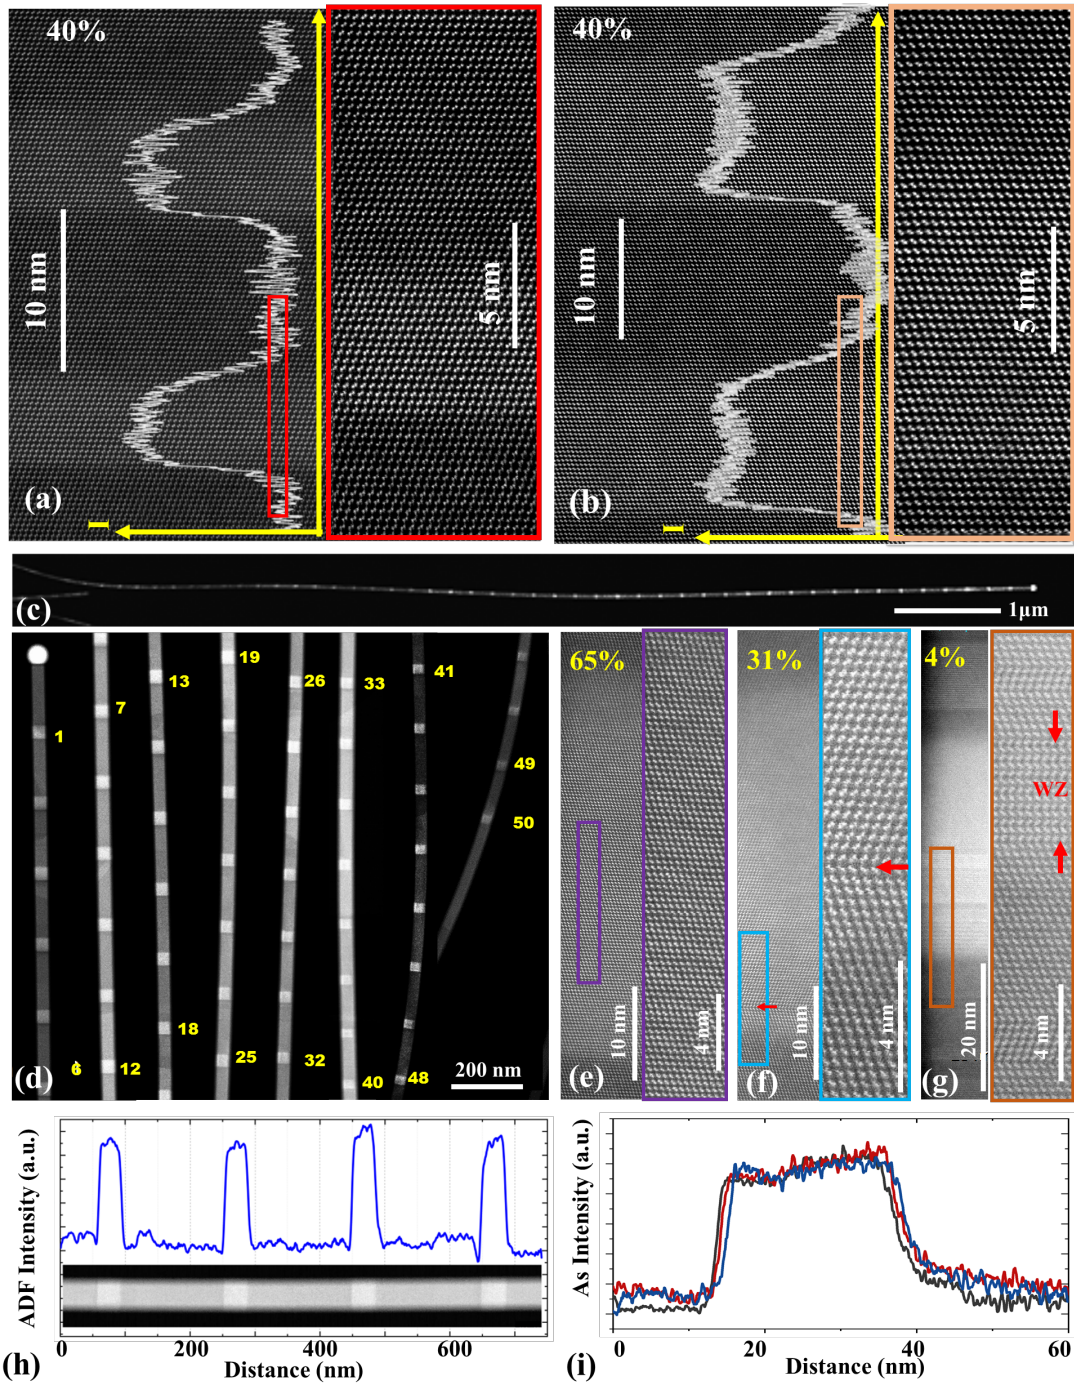 40%
10 nm
5 nm
(a)
40%
10 nm
5 nm
(b)
(c)
1μm
1
6
7
12
13
18
19
25
26
32
33
40
41
48
49
50
200 nm
(d)
65%
10 nm
4 nm
(e)
31%
10 nm
4 nm
(f)
4%
WZ
20 nm
4 nm
(g)
ADF Intensity (a.u.)
0
200
400
600
Distance (nm)
(h)
As Intensity (a.u.)
0
20
40
60
Distance (nm)
(i)